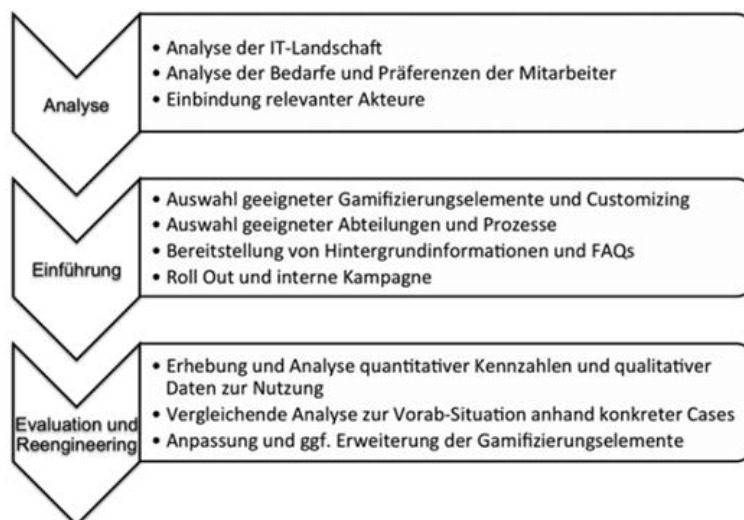 Analyse
• Analyse der IT-Landschaft
• Analyse der Bedarfe und Präferenzen der Mitarbeiter
• Einbindung relevanter Akteure
Einführung
• Auswahl geeigneter Gamifizierungselemente und Customizing
• Auswahl geeigneter Abteilungen und Prozesse
• Bereitstellung von Hintergrundinformationen und FAQs
• Roll Out und interne Kampagne
Evaluation und
Reengineering
• Erhebung und Analyse quantitativer Kennzahlen und qualitativer
Daten zur Nutzung
• Vergleichende Analyse zur Vorab-Situation anhand konkreter Cases
• Anpassung und ggf. Erweiterung der Gamifizierungselemente